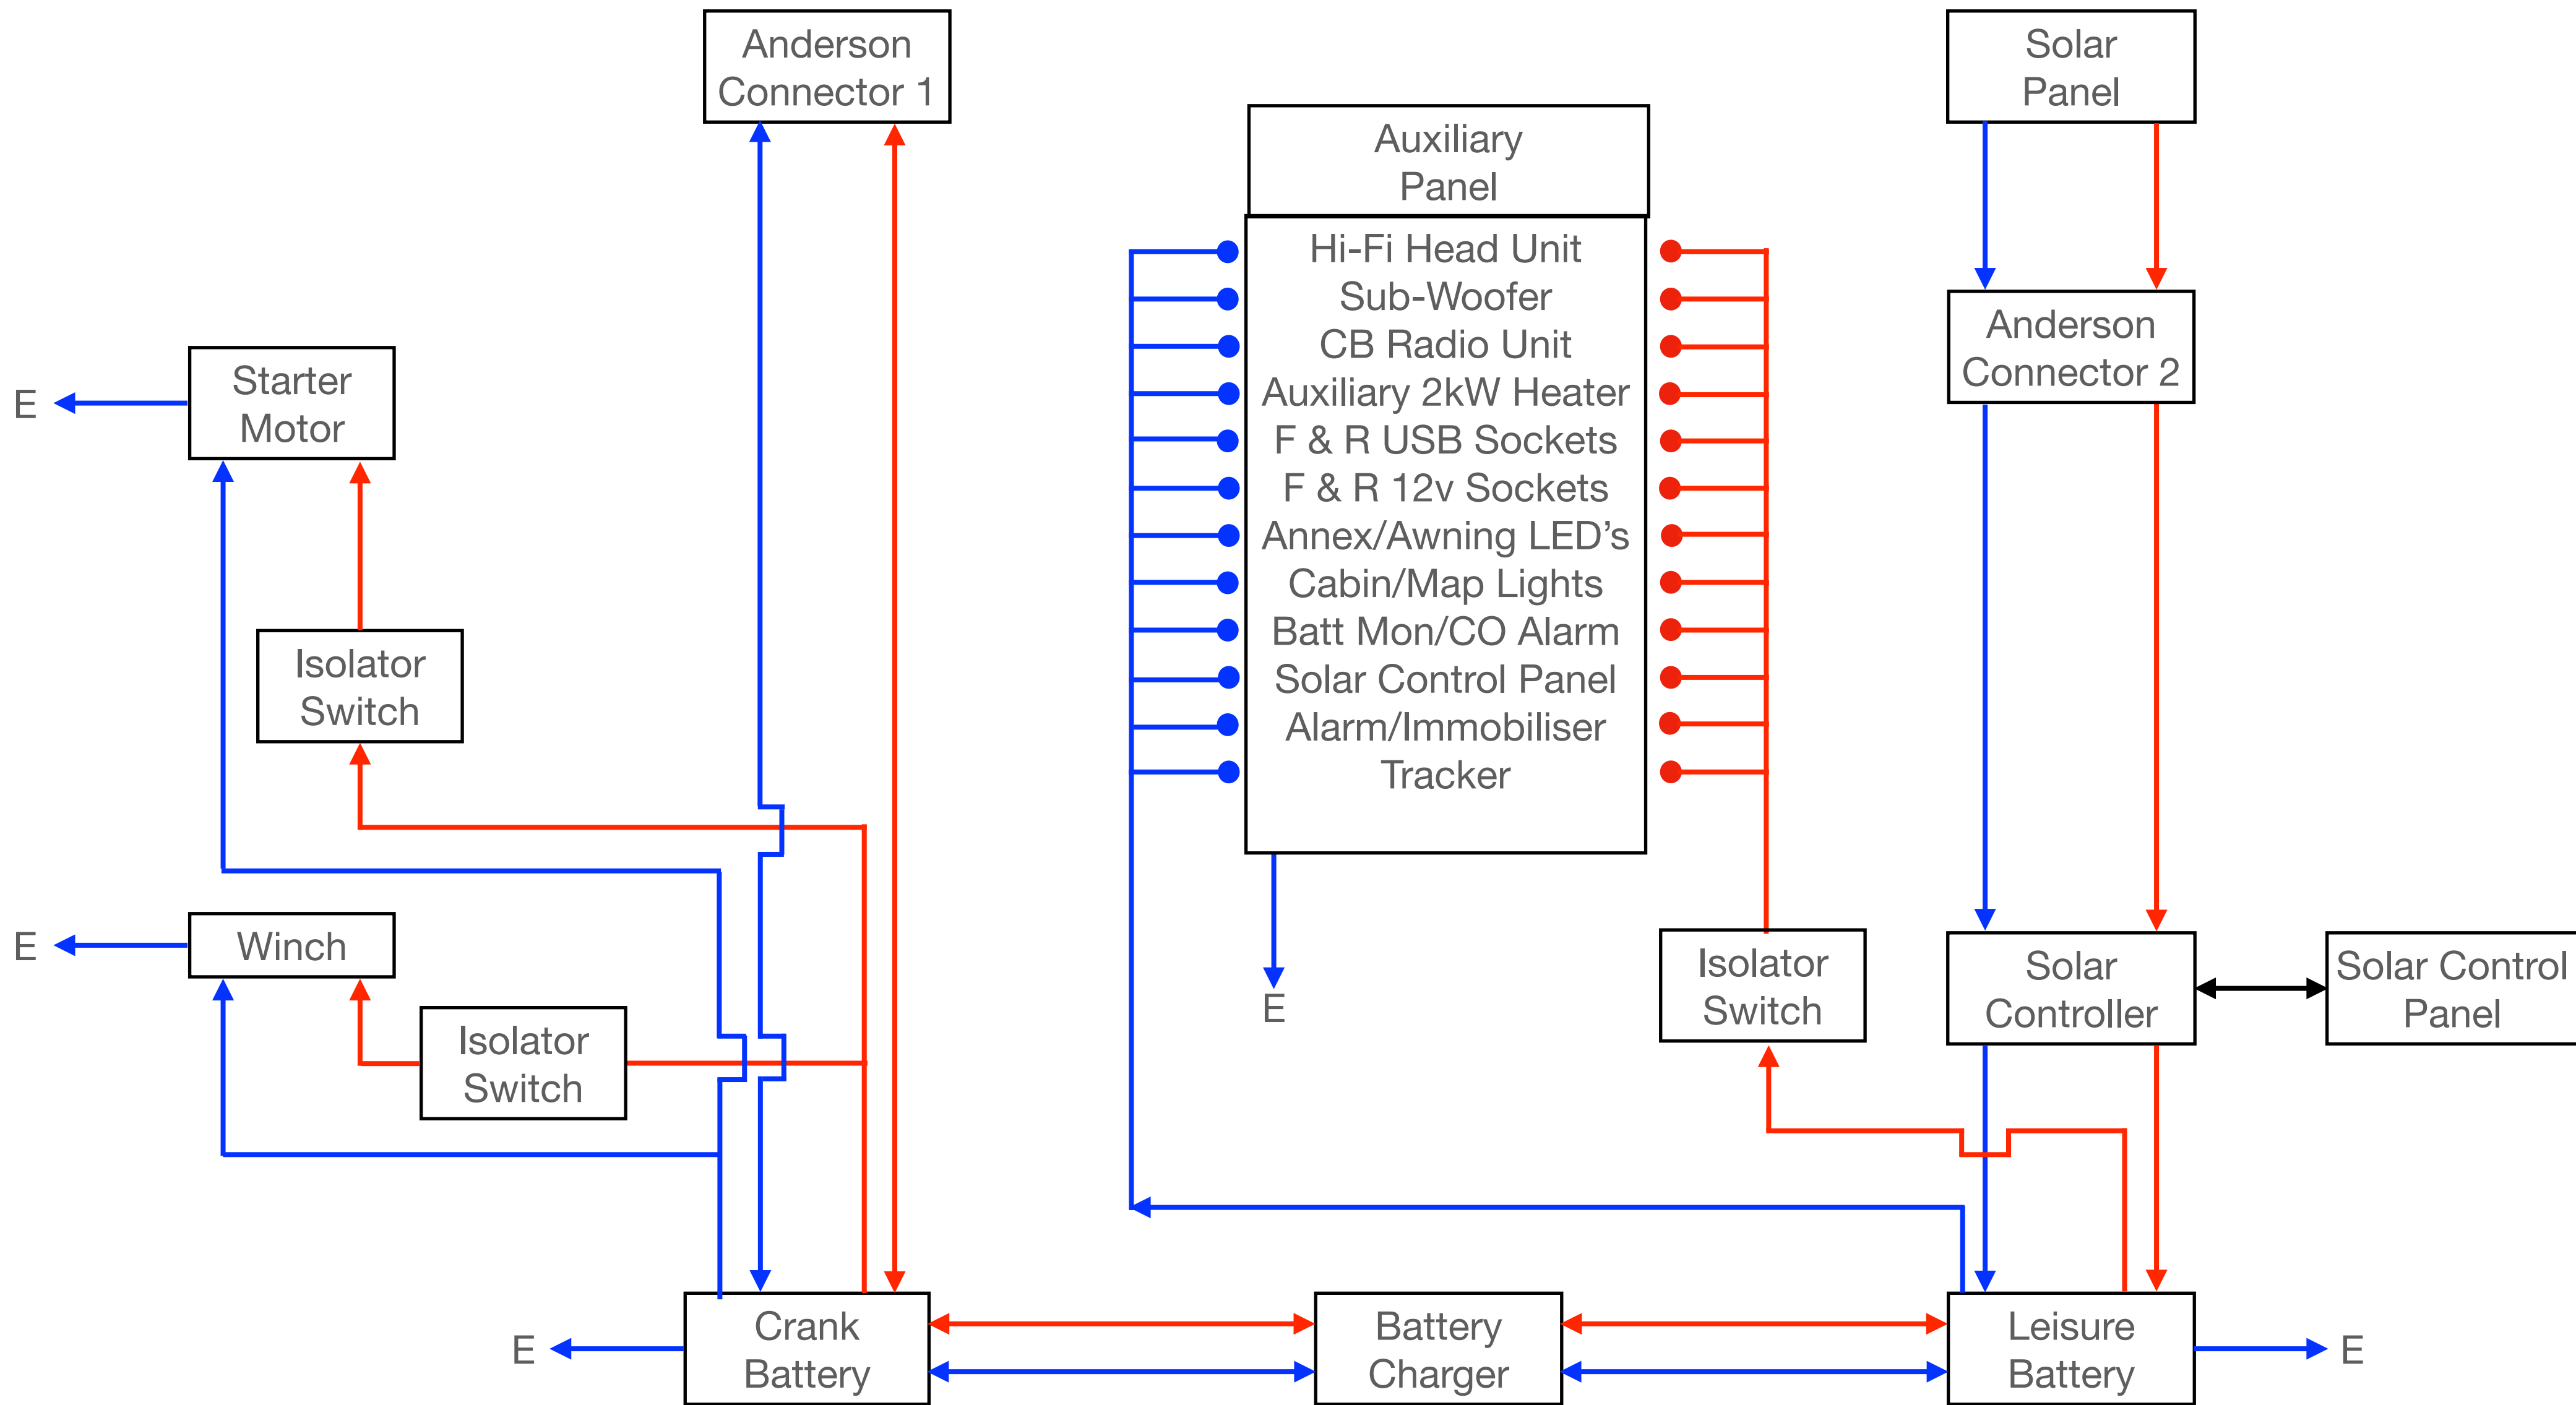 Anderson
Connector 1
Solar
Panel
Auxiliary
Panel
Hi-Fi Head Unit
Sub-Woofer
CB Radio Unit
Auxiliary 2kW Heater
F & R USB Sockets
F & R 12v Sockets
Annex/Awning LED’s
Cabin/Map Lights
Batt Mon/CO Alarm
Solar Control Panel
Alarm/Immobiliser
Tracker
Anderson
Connector 2
E
Starter
Motor
Isolator
Switch
E
Winch
Isolator
Switch
E
Isolator
Switch
Solar
Controller
Solar Control
Panel
E
Crank
Battery
Battery
Charger
Leisure
Battery
E